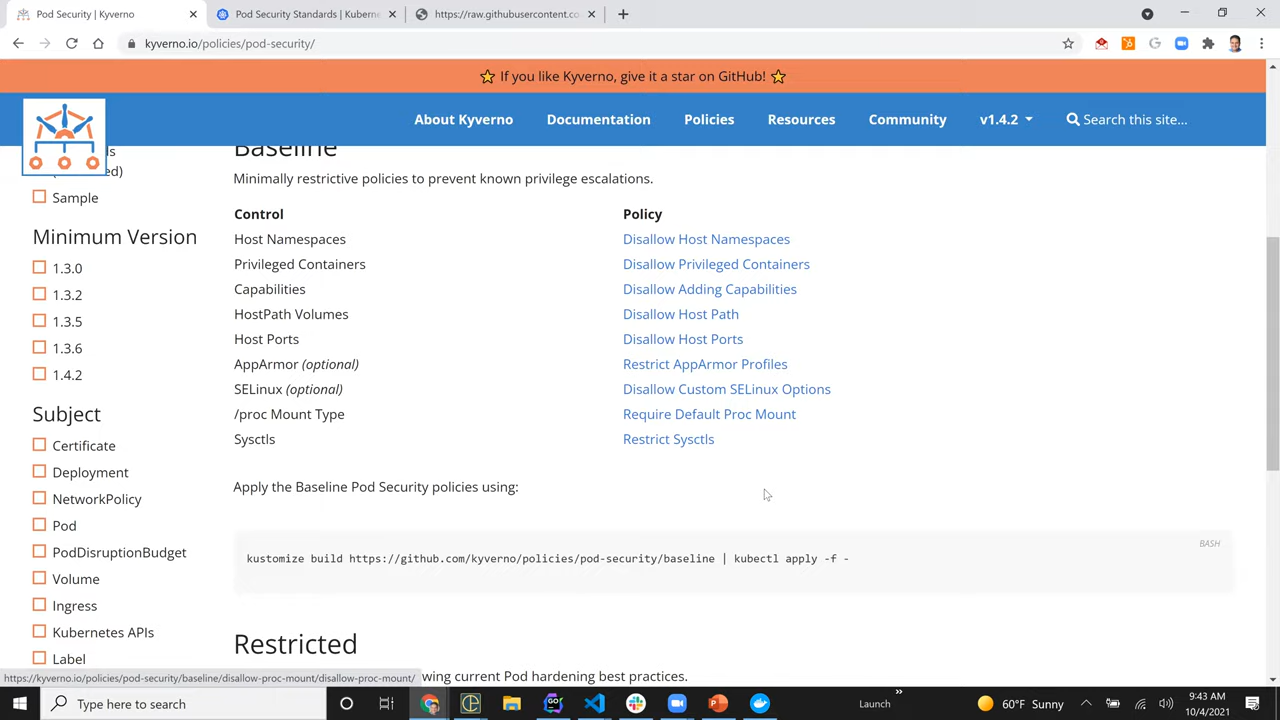 Pod Security | Kyverno
Pod Security Standards | Kuberne
https://raw.githubusercontent.co
kyverno.io/policies/pod-security/
If you like Kyverno, give it a star on GitHub!
About Kyverno
Documentation
Policies
Resources
Community
v1.4.2
Search this site...
Sample
Minimum Version
1.3.0
1.3.2
1.3.5
1.3.6
1.4.2
Subject
Certificate
Deployment
NetworkPolicy
Pod
PodDisruptionBudget
Volume
Ingress
Kubernetes APIs
Label
Baseline
Minimally restrictive policies to prevent known privilege escalations.
Control Policy
Host Namespaces Disallow Host Namespaces
Privileged Containers Disallow Privileged Containers
Capabilities Disallow Adding Capabilities
HostPath Volumes Disallow Host Path
Host Ports Disallow Host Ports
AppArmor (optional) Restrict AppArmor Profiles
SELinux (optional) Disallow Custom SELinux Options
/proc Mount Type Require Default Proc Mount
Sysctls Restrict Sysctls
Apply the Baseline Pod Security policies using:
BASH
kustomize build https://github.com/kyverno/policies/pod-security/baseline | kubectl apply -f -
Restricted
wing current Pod hardening best practices.
https://kyverno.io/policies/pod-security/baseline/disallow-proc-mount/disallow-proc-mount/
Type here to search
Launch
60°F Sunny
9:43 AM
10/4/2021